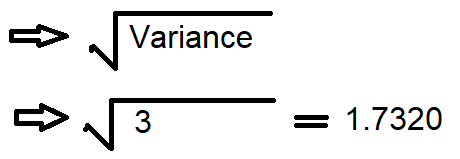 ⇒ √Variance
⇒ √3 = 1.7320